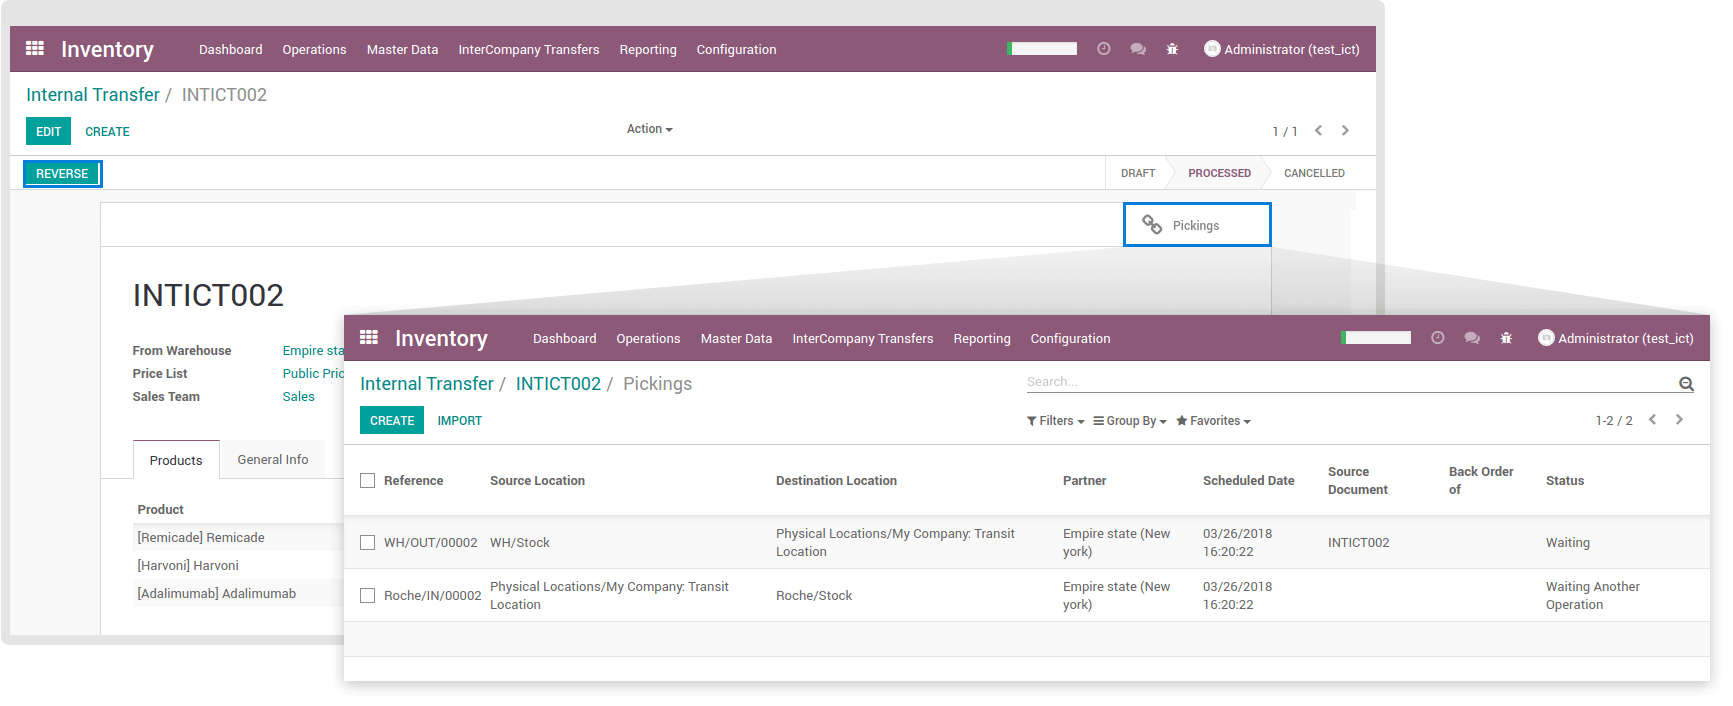 Inventory Dashboard Operations Master Data InterCompany Transfers Reporting Configuration Administrator (test_ict)
Internal Transfer / INTICT002
EDIT CREATE Action 1 / 1
REVERSE DRAFT PROCESSED CANCELLED
Pickings
INTICT002
From Warehouse Empire sta
Price List Public Pric
Sales Team Sales
Products General Info
Product
[Remicade] Remicade
[Harvoni] Harvoni
[Adalimumab] Adalimumab
Inventory Dashboard Operations Master Data InterCompany Transfers Reporting Configuration Administrator (test_ict)
Internal Transfer / INTICT002 / Pickings Search...
CREATE IMPORT Filters Group By Favorites 1-2 / 2
Reference Source Location Destination Location Partner Scheduled Date Source Document Back Order of Status
WH/OUT/00002 WH/Stock Physical Locations/My Company: Transit Location Empire state (New york) 03/26/2018 16:20:22 INTICT002 Waiting
Roche/IN/00002 Physical Locations/My Company: Transit Location Roche/Stock Empire state (New york) 03/26/2018 16:20:22 Waiting Another Operation